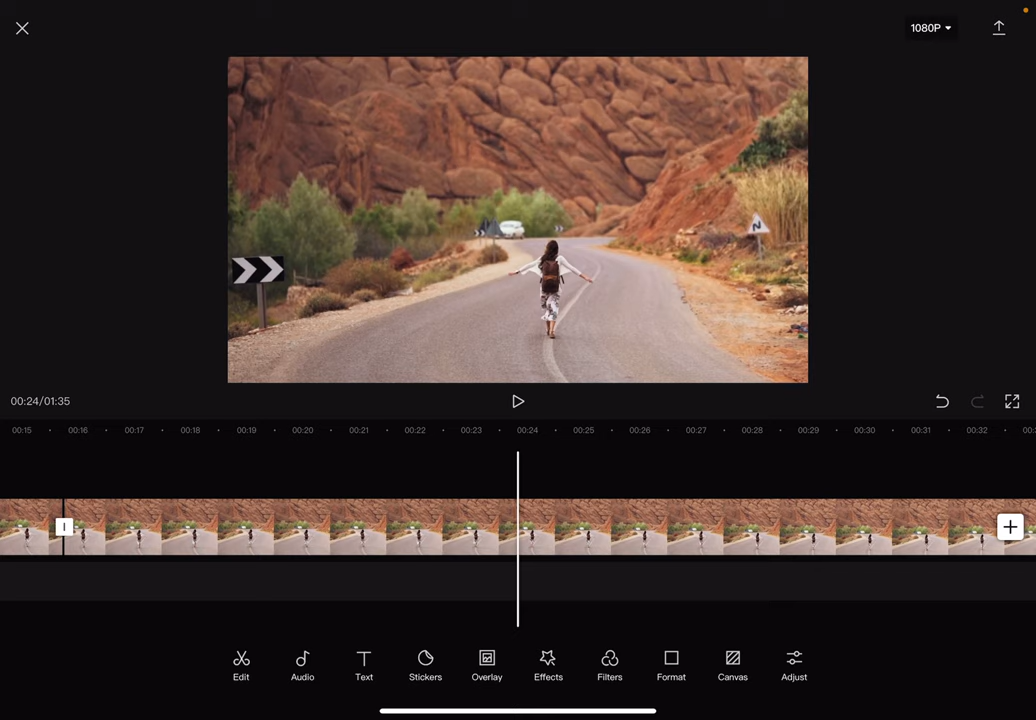 1080P
00:24/01:35
00:15 00:16 00:17 00:18 00:19 00:20 00:21 00:22 00:23 00:24 00:25 00:26 00:27 00:28 00:29 00:30 00:31 00:32
Edit Audio Text Stickers Overlay Effects Filters Format Canvas Adjust